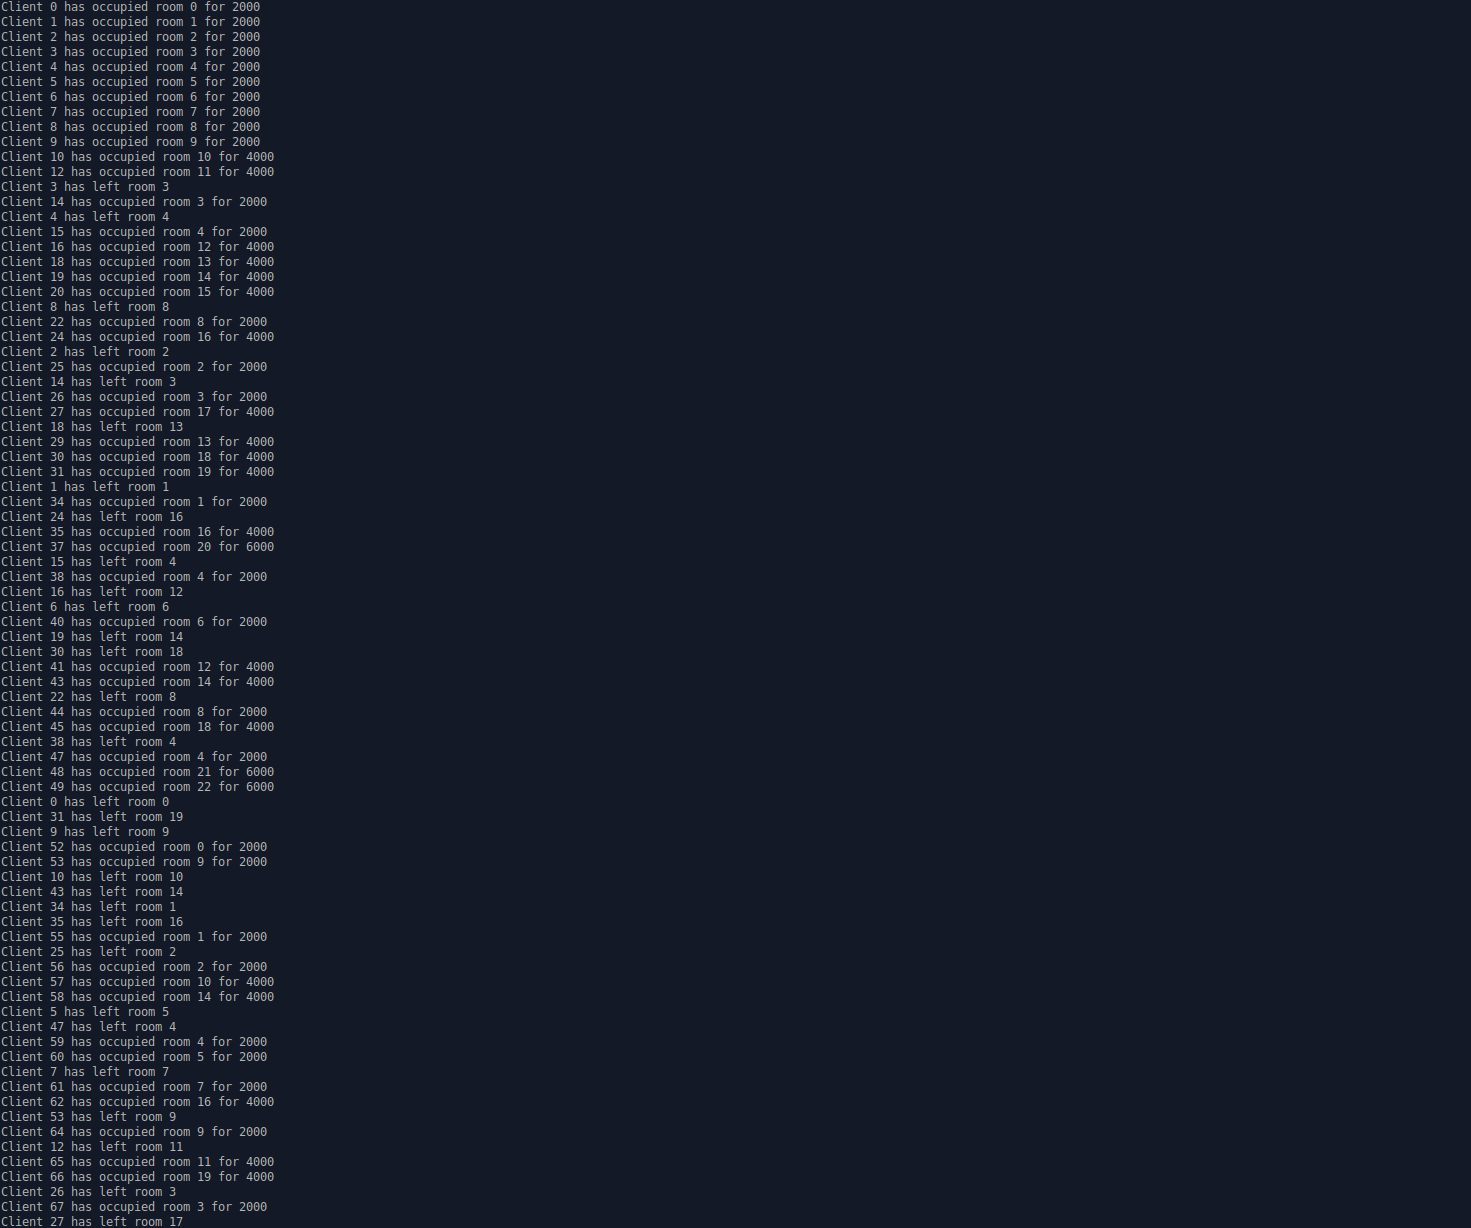 Client 0 has occupied room 0 for 2000
Client 1 has occupied room 1 for 2000
Client 2 has occupied room 2 for 2000
Client 3 has occupied room 3 for 2000
Client 4 has occupied room 4 for 2000
Client 5 has occupied room 5 for 2000
Client 6 has occupied room 6 for 2000
Client 7 has occupied room 7 for 2000
Client 8 has occupied room 8 for 2000
Client 9 has occupied room 9 for 2000
Client 10 has occupied room 10 for 4000
Client 12 has occupied room 11 for 4000
Client 3 has left room 3
Client 14 has occupied room 3 for 2000
Client 4 has left room 4
Client 15 has occupied room 4 for 2000
Client 16 has occupied room 12 for 4000
Client 18 has occupied room 13 for 4000
Client 19 has occupied room 14 for 4000
Client 20 has occupied room 15 for 4000
Client 8 has left room 8
Client 22 has occupied room 8 for 2000
Client 24 has occupied room 16 for 4000
Client 2 has left room 2
Client 25 has occupied room 2 for 2000
Client 14 has left room 3
Client 26 has occupied room 3 for 2000
Client 27 has occupied room 17 for 4000
Client 18 has left room 13
Client 29 has occupied room 13 for 4000
Client 30 has occupied room 18 for 4000
Client 31 has occupied room 19 for 4000
Client 1 has left room 1
Client 34 has occupied room 1 for 2000
Client 24 has left room 16
Client 35 has occupied room 16 for 4000
Client 37 has occupied room 20 for 6000
Client 15 has left room 4
Client 38 has occupied room 4 for 2000
Client 16 has left room 12
Client 6 has left room 6
Client 40 has occupied room 6 for 2000
Client 19 has left room 14
Client 30 has left room 18
Client 41 has occupied room 12 for 4000
Client 43 has occupied room 14 for 4000
Client 22 has left room 8
Client 44 has occupied room 8 for 2000
Client 45 has occupied room 18 for 4000
Client 38 has left room 4
Client 47 has occupied room 4 for 2000
Client 48 has occupied room 21 for 6000
Client 49 has occupied room 22 for 6000
Client 0 has left room 0
Client 31 has left room 19
Client 9 has left room 9
Client 52 has occupied room 0 for 2000
Client 53 has occupied room 9 for 2000
Client 10 has left room 10
Client 43 has left room 14
Client 34 has left room 1
Client 35 has left room 16
Client 55 has occupied room 1 for 2000
Client 25 has left room 2
Client 56 has occupied room 2 for 2000
Client 57 has occupied room 10 for 4000
Client 58 has occupied room 14 for 4000
Client 5 has left room 5
Client 47 has left room 4
Client 59 has occupied room 4 for 2000
Client 60 has occupied room 5 for 2000
Client 7 has left room 7
Client 61 has occupied room 7 for 2000
Client 62 has occupied room 16 for 4000
Client 53 has left room 9
Client 64 has occupied room 9 for 2000
Client 12 has left room 11
Client 65 has occupied room 11 for 4000
Client 66 has occupied room 19 for 4000
Client 26 has left room 3
Client 67 has occupied room 3 for 2000
Client 27 has left room 17